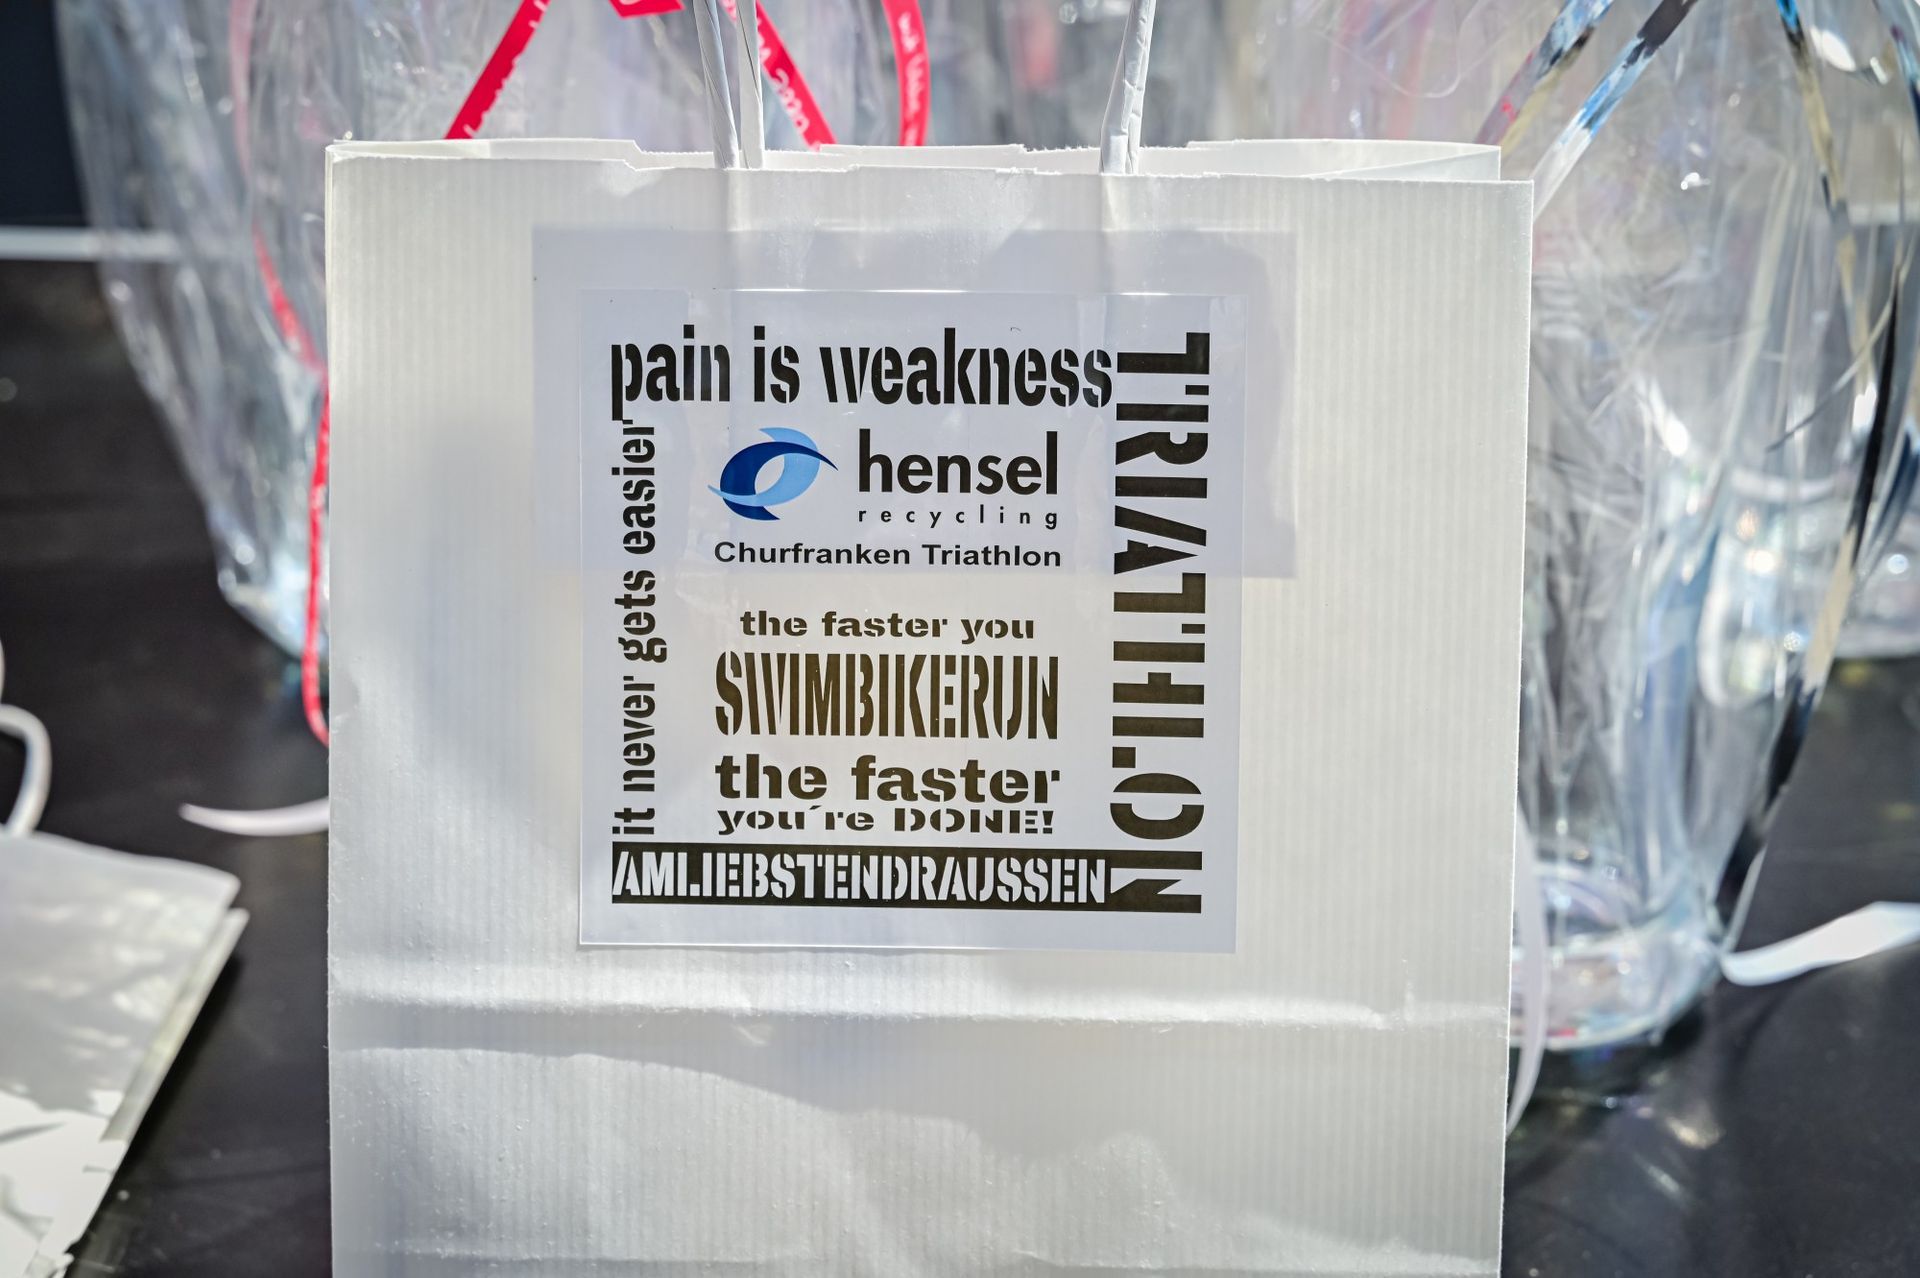 pain is weakness
TRIATHLON
it never gets easier
hensel
recycling
Churfranken Triathlon
the faster you
SWIMBIKERUN
the faster
you´re DONE!
AMLIEBSTENDRAUSSEN